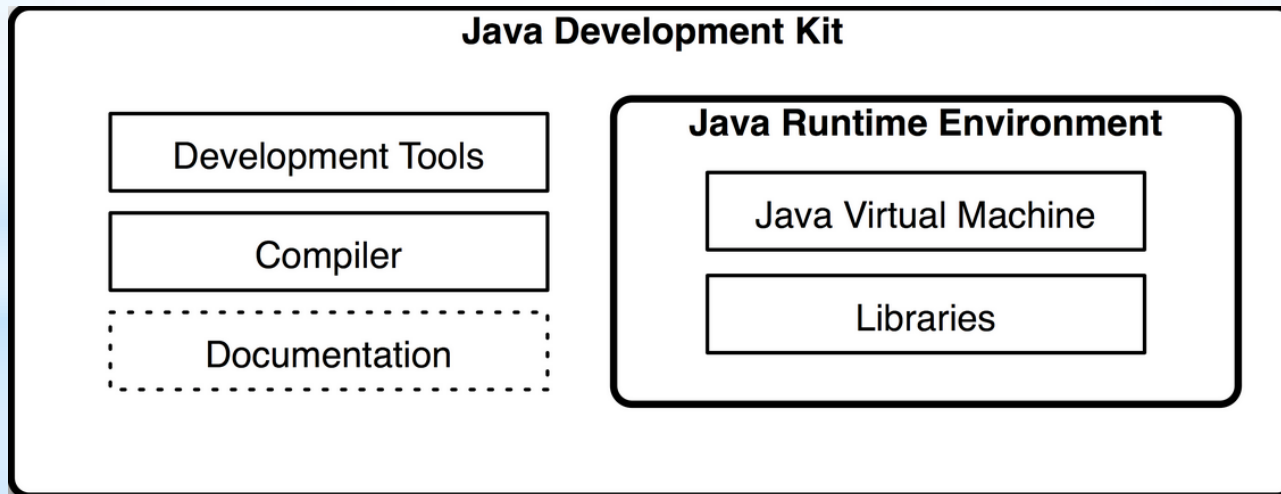 Java Development Kit
Development Tools
Compiler
Documentation
Java Runtime Environment
Java Virtual Machine
Libraries